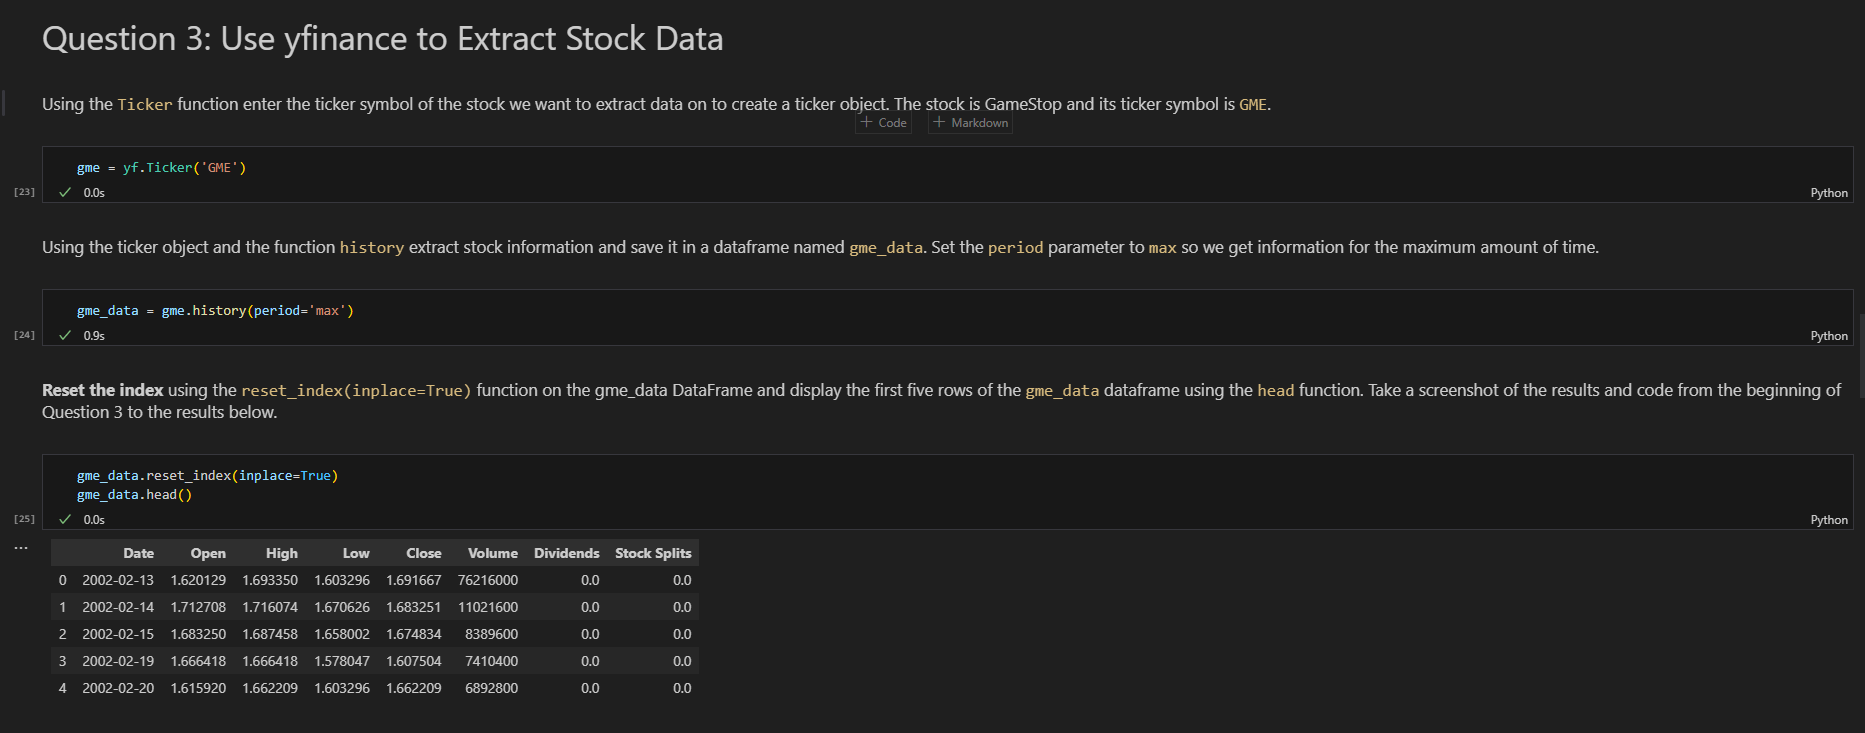 Question 3: Use yfinance to Extract Stock Data
Using the Ticker function enter the ticker symbol of the stock we want to extract data on to create a ticker object. The stock is GameStop and its ticker symbol is GME.
+ Code + Markdown
gme = yf.Ticker('GME')
[23] ✓ 0.0s Python
Using the ticker object and the function history extract stock information and save it in a dataframe named gme_data. Set the period parameter to max so we get information for the maximum amount of time.
gme_data = gme.history(period='max')
[24] ✓ 0.9s Python
Reset the index using the reset_index(inplace=True) function on the gme_data DataFrame and display the first five rows of the gme_data dataframe using the head function. Take a screenshot of the results and code from the beginning of
Question 3 to the results below.
gme_data.reset_index(inplace=True)
gme_data.head()
[25] ✓ 0.0s Python
...
Date Open High Low Close Volume Dividends Stock Splits
0 2002-02-13 1.620129 1.693350 1.603296 1.691667 76216000 0.0 0.0
1 2002-02-14 1.712708 1.716074 1.670626 1.683251 11021600 0.0 0.0
2 2002-02-15 1.683250 1.687458 1.658002 1.674834 8389600 0.0 0.0
3 2002-02-19 1.666418 1.666418 1.578047 1.607504 7410400 0.0 0.0
4 2002-02-20 1.615920 1.662209 1.603296 1.662209 6892800 0.0 0.0